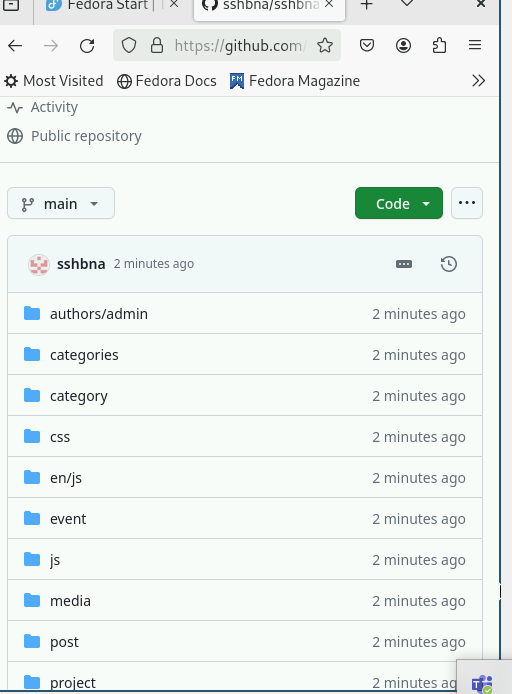 Fedora Start |
sshbna/sshbna
https://github.com/
Most Visited Fedora Docs Fedora Magazine
Activity
Public repository
main Code
sshbna 2 minutes ago
authors/admin 2 minutes ago
categories 2 minutes ago
category 2 minutes ago
css 2 minutes ago
en/js 2 minutes ago
event 2 minutes ago
js 2 minutes ago
media 2 minutes ago
post 2 minutes ago
project 2 minutes ago